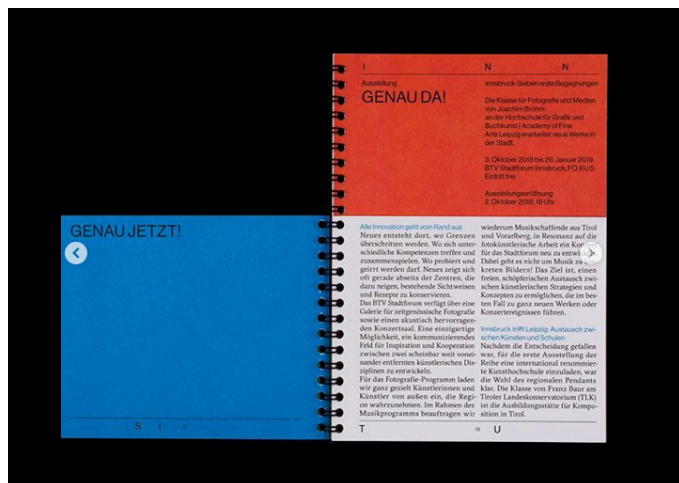 GENAU JETZT!
S I
I N N
Ausstellung
GENAU DA!
Innsbruck: Sieben erste Begegnungen
Die Klasse für Fotografie und Medien
von Joachim Brohm
an der Hochschule für Grafik und
Buchkunst | Academy of Fine
Arts Leipzig erarbeitet neue Werke in
der Stadt.
3. Oktober 2018 bis 26. Januar 2019
BTV Stadtforum Innsbruck, FO.KU.S
Eintritt frei
Ausstellungseröffnung
2. Oktober 2018, 19 Uhr
Alle Innovation geht vom Rand aus
Neues entsteht dort, wo Grenzen
überschritten werden. Wo sich unter-
schiedliche Kompetenzen treffen und
zusammenspielen. Wo probiert und
geirrt werden darf. Neues zeigt sich
oft gerade abseits der Zentren, die
dazu neigen, bestehende Sichtweisen
und Rezepte zu konservieren.
Das BTV Stadtforum verfügt über eine
Galerie für zeitgenössische Fotografie
sowie einen akustisch hervorragen-
den Konzertsaal. Eine einzigartige
Möglichkeit, ein kommunizierendes
Feld für Inspiration und Kooperation
zwischen zwei scheinbar weit vonei-
nander entfernten künstlerischen Dis-
ziplinen zu entwickeln.
Für das Fotografie-Programm laden
wir ganz gezielt Künstlerinnen und
Künstler von außen ein, die Regi-
on wahrzunehmen. Im Rahmen des
Musikprogramms beauftragen wir
wiederum Musikschaffende aus Tirol
und Vorarlberg, in Resonanz auf die
fotokünstlerische Arbeit ein
für das Stadtforum neu zu
Dabei geht es nicht um Musik zu
kreten Bildern! Das Ziel ist, einen
freien, schöpferischen Austausch zwi-
schen künstlerischen Strategien und
Konzepten zu ermöglichen, die im bes-
ten Fall zu ganz neuen Werken oder
Konzertereignissen führen.
Innsbruck trifft Leipzig: Austausch zwi-
schen Künsten und Schulen
Nachdem die Entscheidung gefallen
war, für die erste Ausstellung der
Reihe eine international renommier-
te Kunsthochschule einzuladen, war
die Wahl des regionalen Pendants
klar. Die Klasse von Franz Baur am
Tiroler Landeskonservatorium (TLK)
ist die Ausbildungsstätte für Kompo-
sition in Tirol.
T U